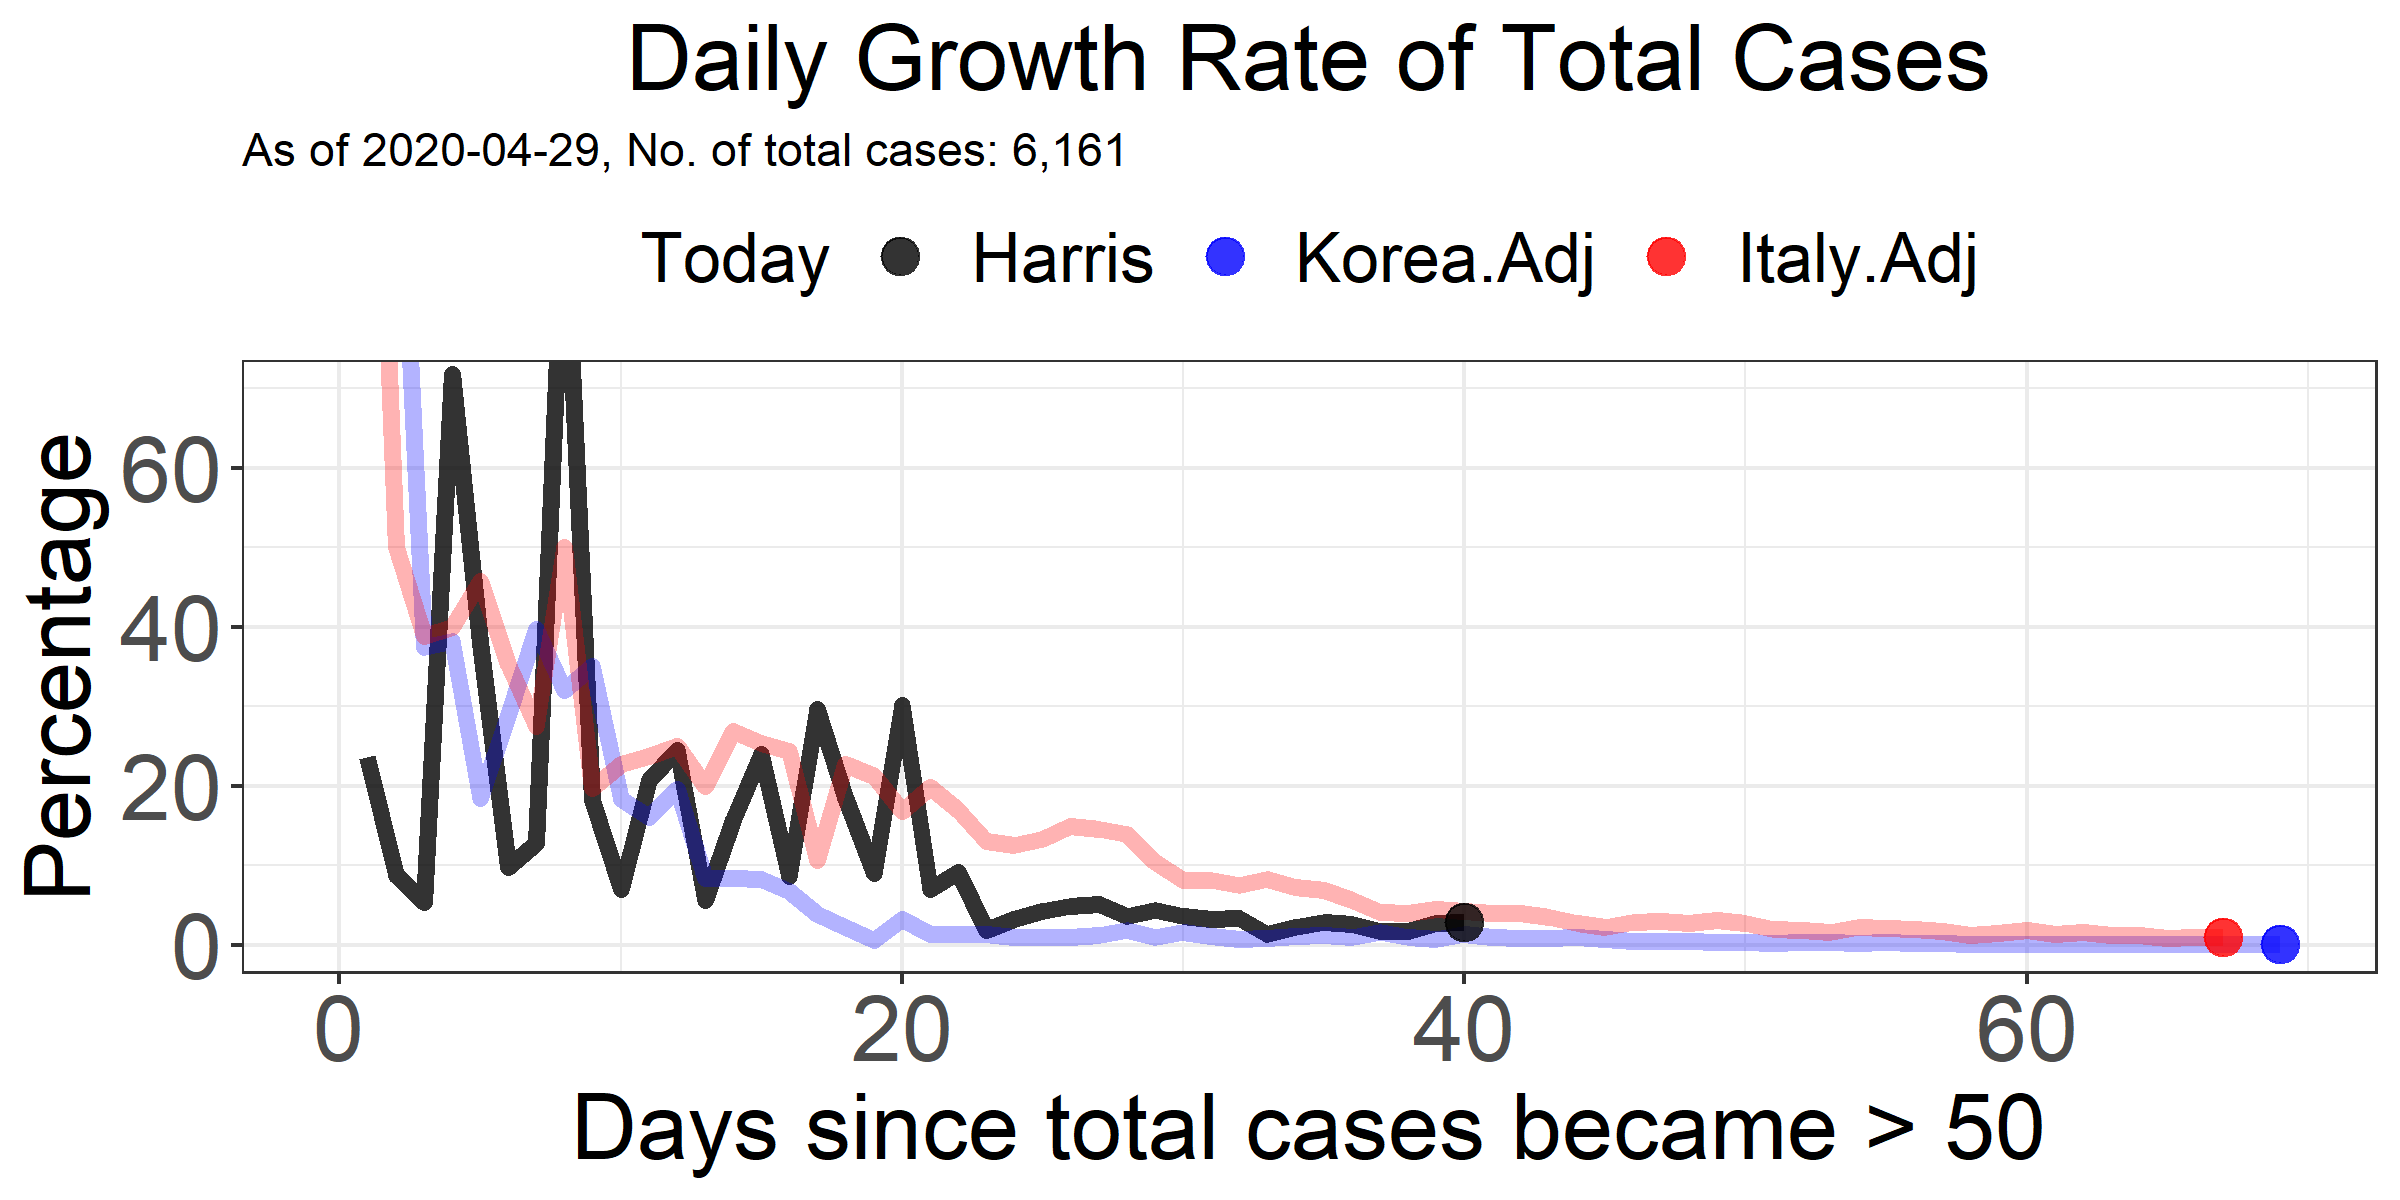 Daily Growth Rate of Total Cases
As of 2020-04-29, No. of total cases: 6,161
Today Harris Korea.Adj Italy.Adj
Percentage
60
40
20
0
0 20 40 60
Days since total cases became > 50